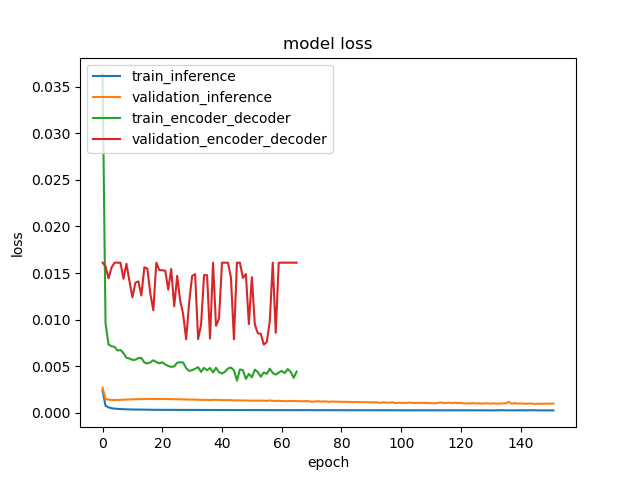 model loss
train_inference
validation_inference
train_encoder_decoder
validation_encoder_decoder
loss
0.035
0.030
0.025
0.020
0.015
0.010
0.005
0.000
0 20 40 60 80 100 120 140
epoch